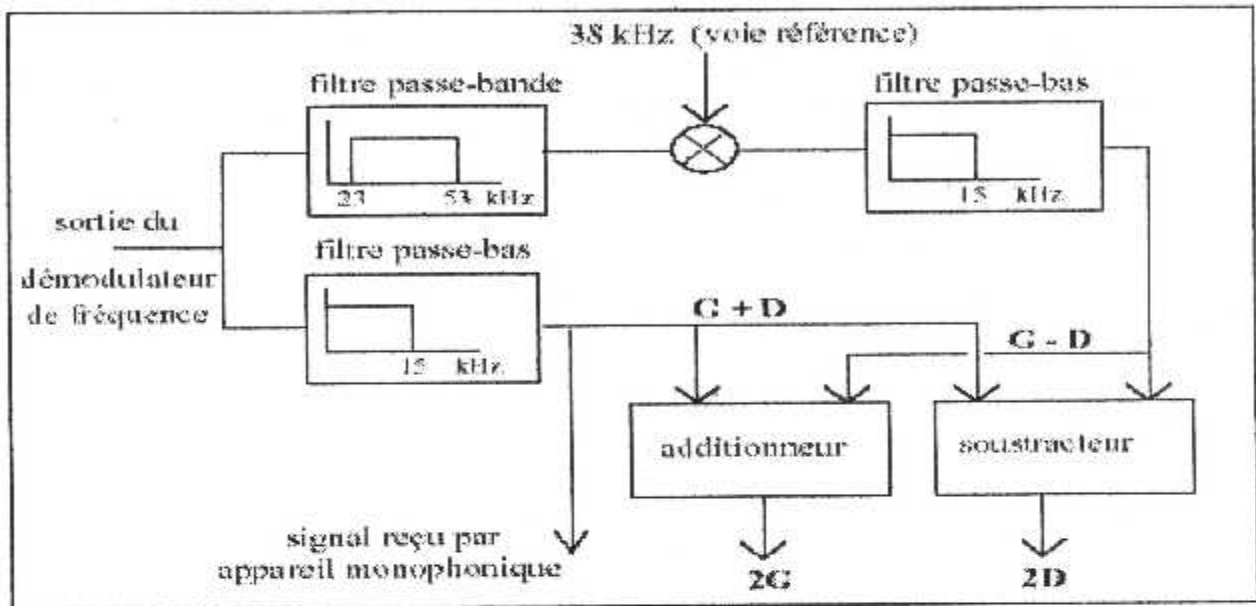 38 kHz (voie référence)
filtre passe-bande
filtre passe-bas
23 53 kHz
15 kHz
sortie du
démodulateur
de fréquence
filtre passe-bas
15 kHz
G + D
G - D
additionneur
soustracteur
signal reçu par
appareil monophonique
2G
2D